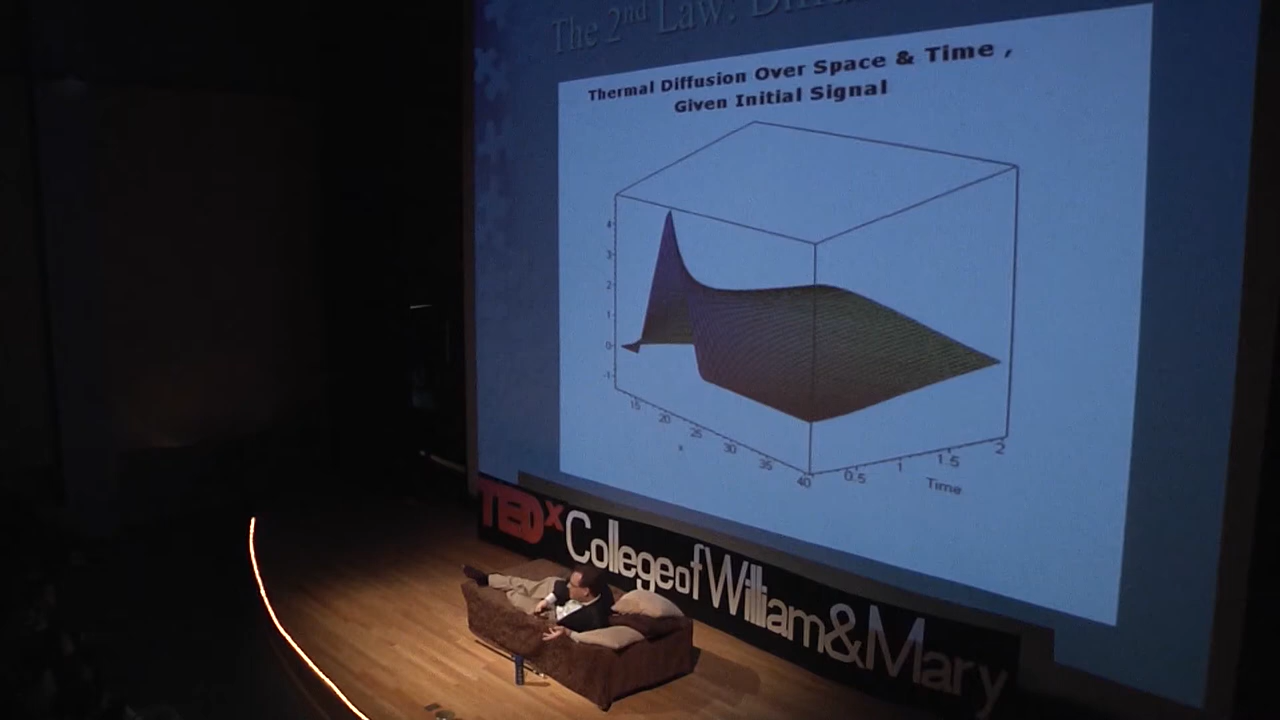 The 2nd Law:
Thermal Diffusion Over Space & Time ,
Given Initial Signal
4
3
2
1
0
-1
15
20
25
30
35
40
x
0.5
1
1.5
2
Time
TEDx College of William & Mary